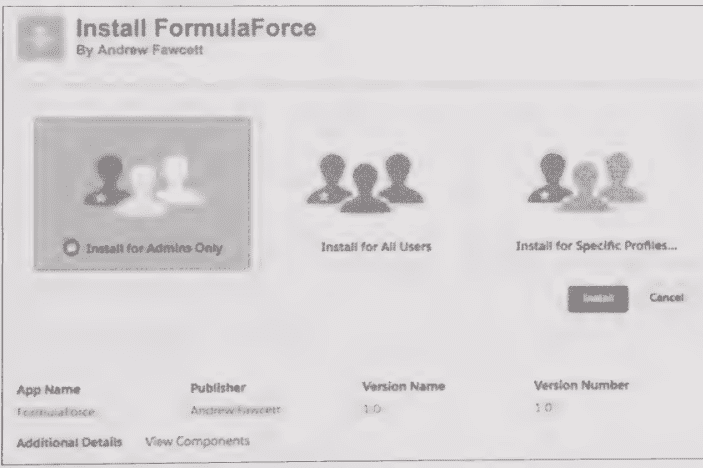 Install FormulaForce
By Andrew Fawcett
Install for Admins Only
Install for All Users
Install for Specific Profiles...
Install Cancel
App Name Publisher Version Name Version Number
FormulaForce Andrew Fawcett 1.0 1.0
Additional Details View Components